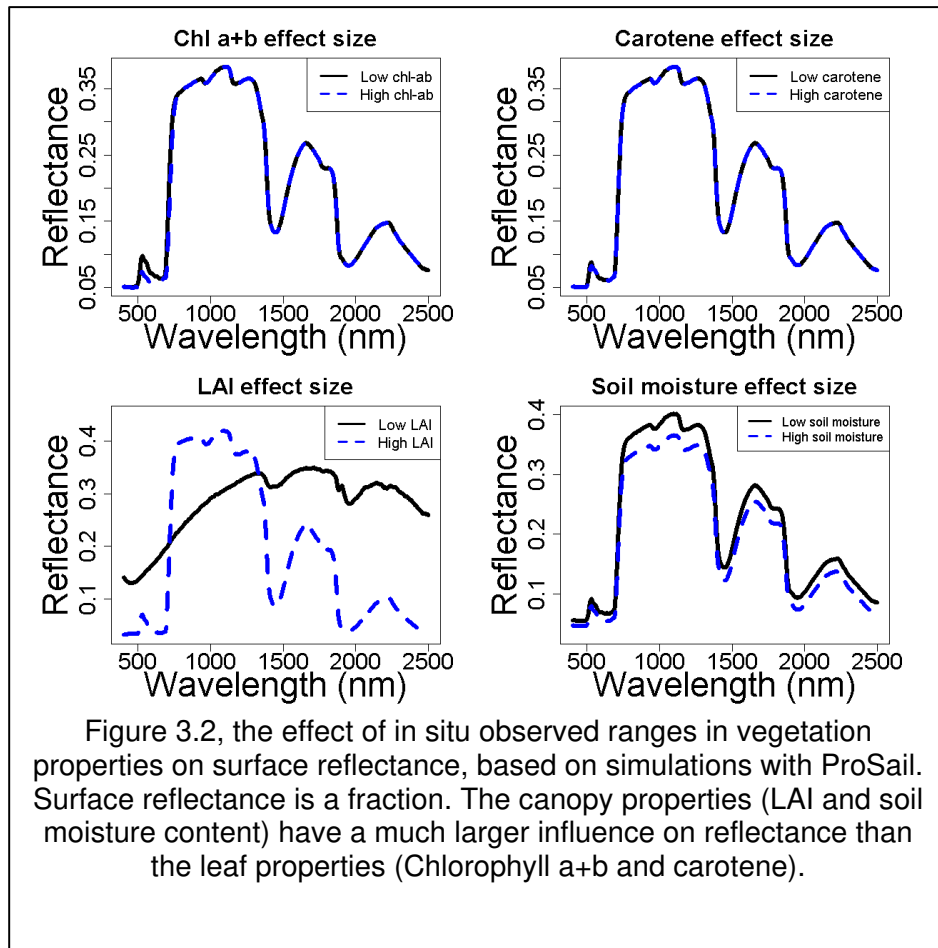 Chl a+b effect size
Low chl-ab
High chl-ab
Reflectance
0.05 0.15 0.25 0.35
500 1000 1500 2000 2500
Wavelength (nm)
Carotene effect size
Low carotene
High carotene
Reflectance
0.05 0.15 0.25 0.35
500 1000 1500 2000 2500
Wavelength (nm)
LAI effect size
Low LAI
High LAI
Reflectance
0.1 0.2 0.3 0.4
500 1000 1500 2000 2500
Wavelength (nm)
Soil moisture effect size
Low soil moisture
High soil moisture
Reflectance
0.1 0.2 0.3 0.4
500 1000 1500 2000 2500
Wavelength (nm)
Figure 3.2, the effect of in situ observed ranges in vegetation
properties on surface reflectance, based on simulations with ProSail.
Surface reflectance is a fraction. The canopy properties (LAI and soil
moisture content) have a much larger influence on reflectance than
the leaf properties (Chlorophyll a+b and carotene).